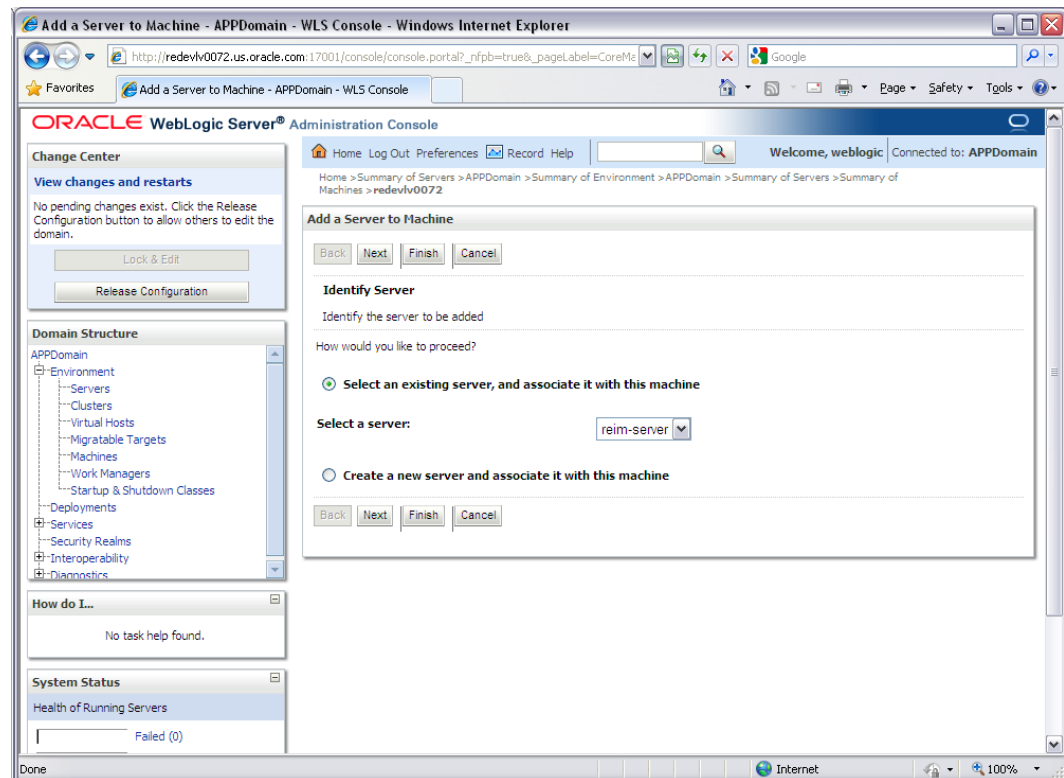 Add a Server to Machine - APPDomain - WLS Console - Windows Internet Explorer
http://redevlv0072.us.oracle.com:17001/console/console.portal?_nfpb=true&_pageLabel=CoreMa
Google
Favorites
Add a Server to Machine - APPDomain - WLS Console
Page
Safety
Tools
ORACLE WebLogic Server® Administration Console
Change Center
View changes and restarts
No pending changes exist. Click the Release
Configuration button to allow others to edit the
domain.
Lock & Edit
Release Configuration
Domain Structure
APPDomain
Environment
Servers
Clusters
Virtual Hosts
Migratable Targets
Machines
Work Managers
Startup & Shutdown Classes
Deployments
Services
Security Realms
Interoperability
Diagnostics
How do I...
No task help found.
System Status
Health of Running Servers
Failed (0)
Home Log Out Preferences Record Help
Welcome, weblogic Connected to: APPDomain
Home >Summary of Servers >APPDomain >Summary of Environment >APPDomain >Summary of Servers >Summary of
Machines >redevlv0072
Add a Server to Machine
Back Next Finish Cancel
Identify Server
Identify the server to be added
How would you like to proceed?
Select an existing server, and associate it with this machine
Select a server: reim-server
Create a new server and associate it with this machine
Back Next Finish Cancel
Done
Internet
100%